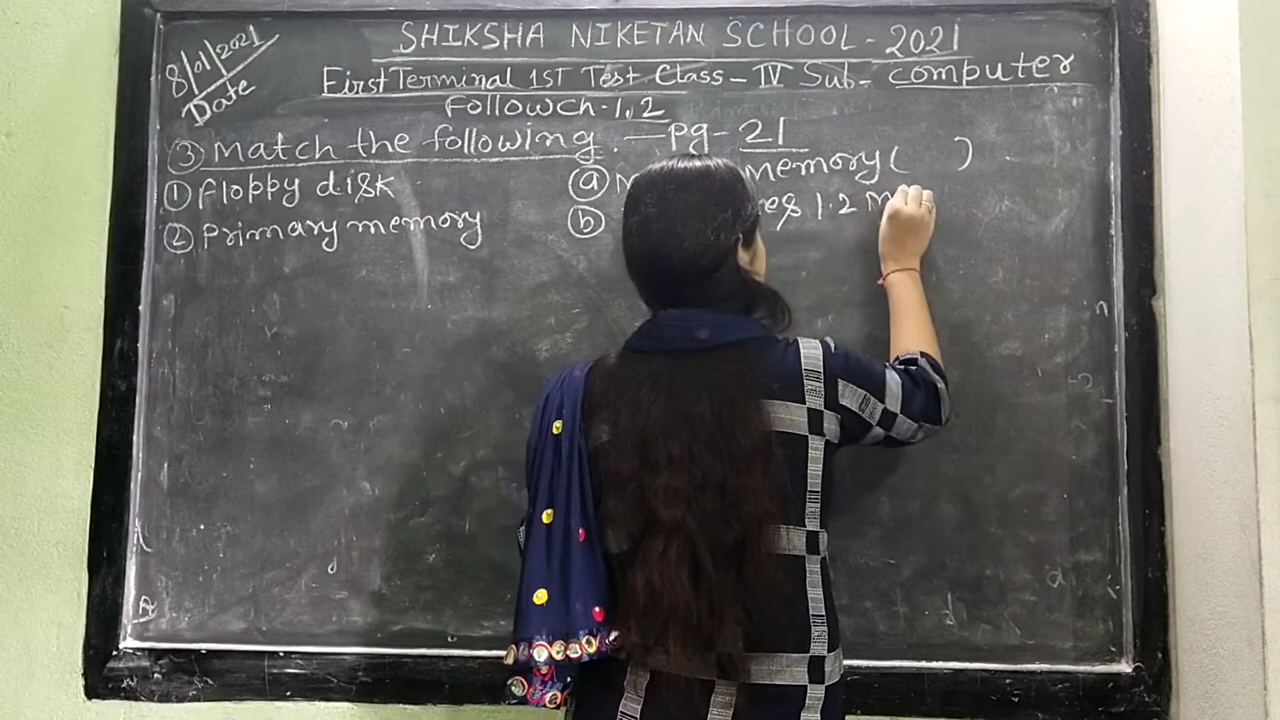 8/01/2021
Date
SHIKSHA NIKETAN SCHOOL - 2021
First Terminal 1ST Test Class - IV Sub - computer
Follow ch-1,2
③ Match the following. — pg - 21
① Floppy disk ⓐ memory ( )
② Primary memory ⓑ 1.2 M